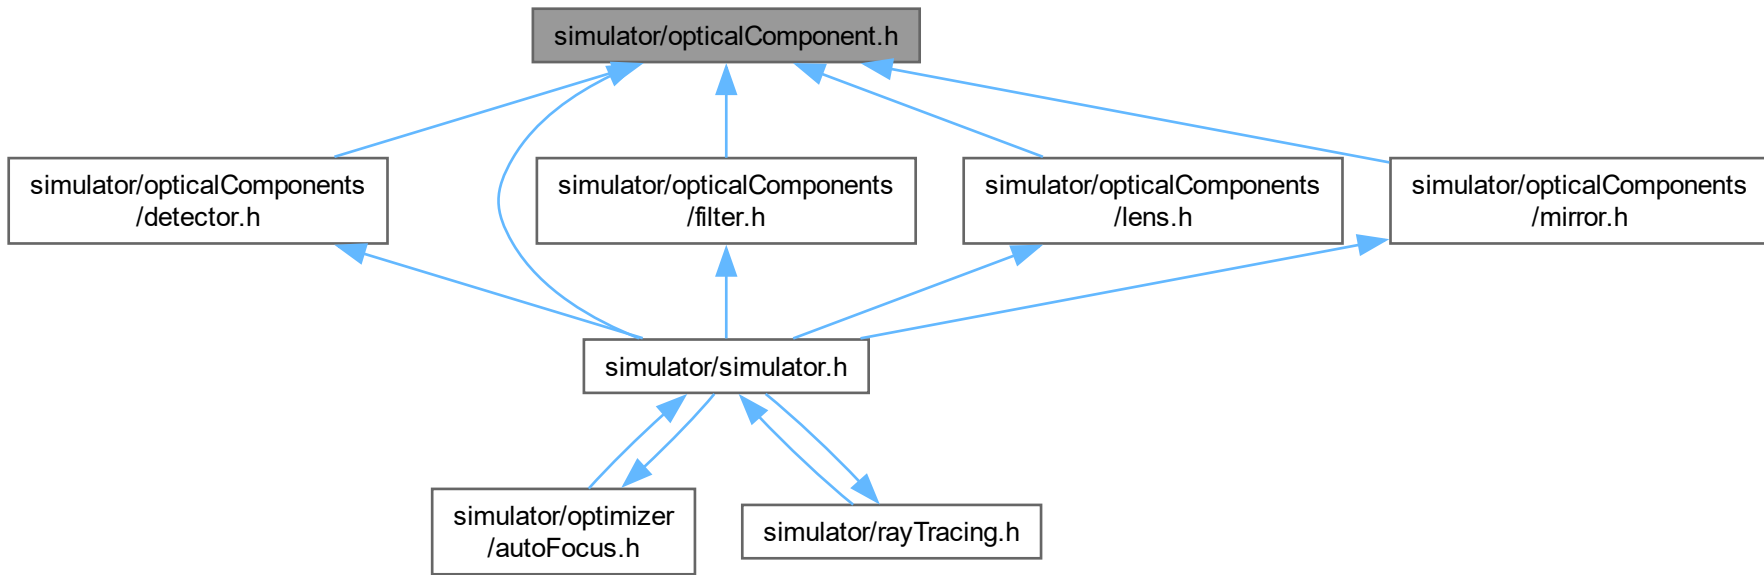 simulator/opticalComponent.h
simulator/opticalComponents
/detector.h
simulator/opticalComponents
/filter.h
simulator/opticalComponents
/lens.h
simulator/opticalComponents
/mirror.h
simulator/simulator.h
simulator/optimizer
/autoFocus.h
simulator/rayTracing.h